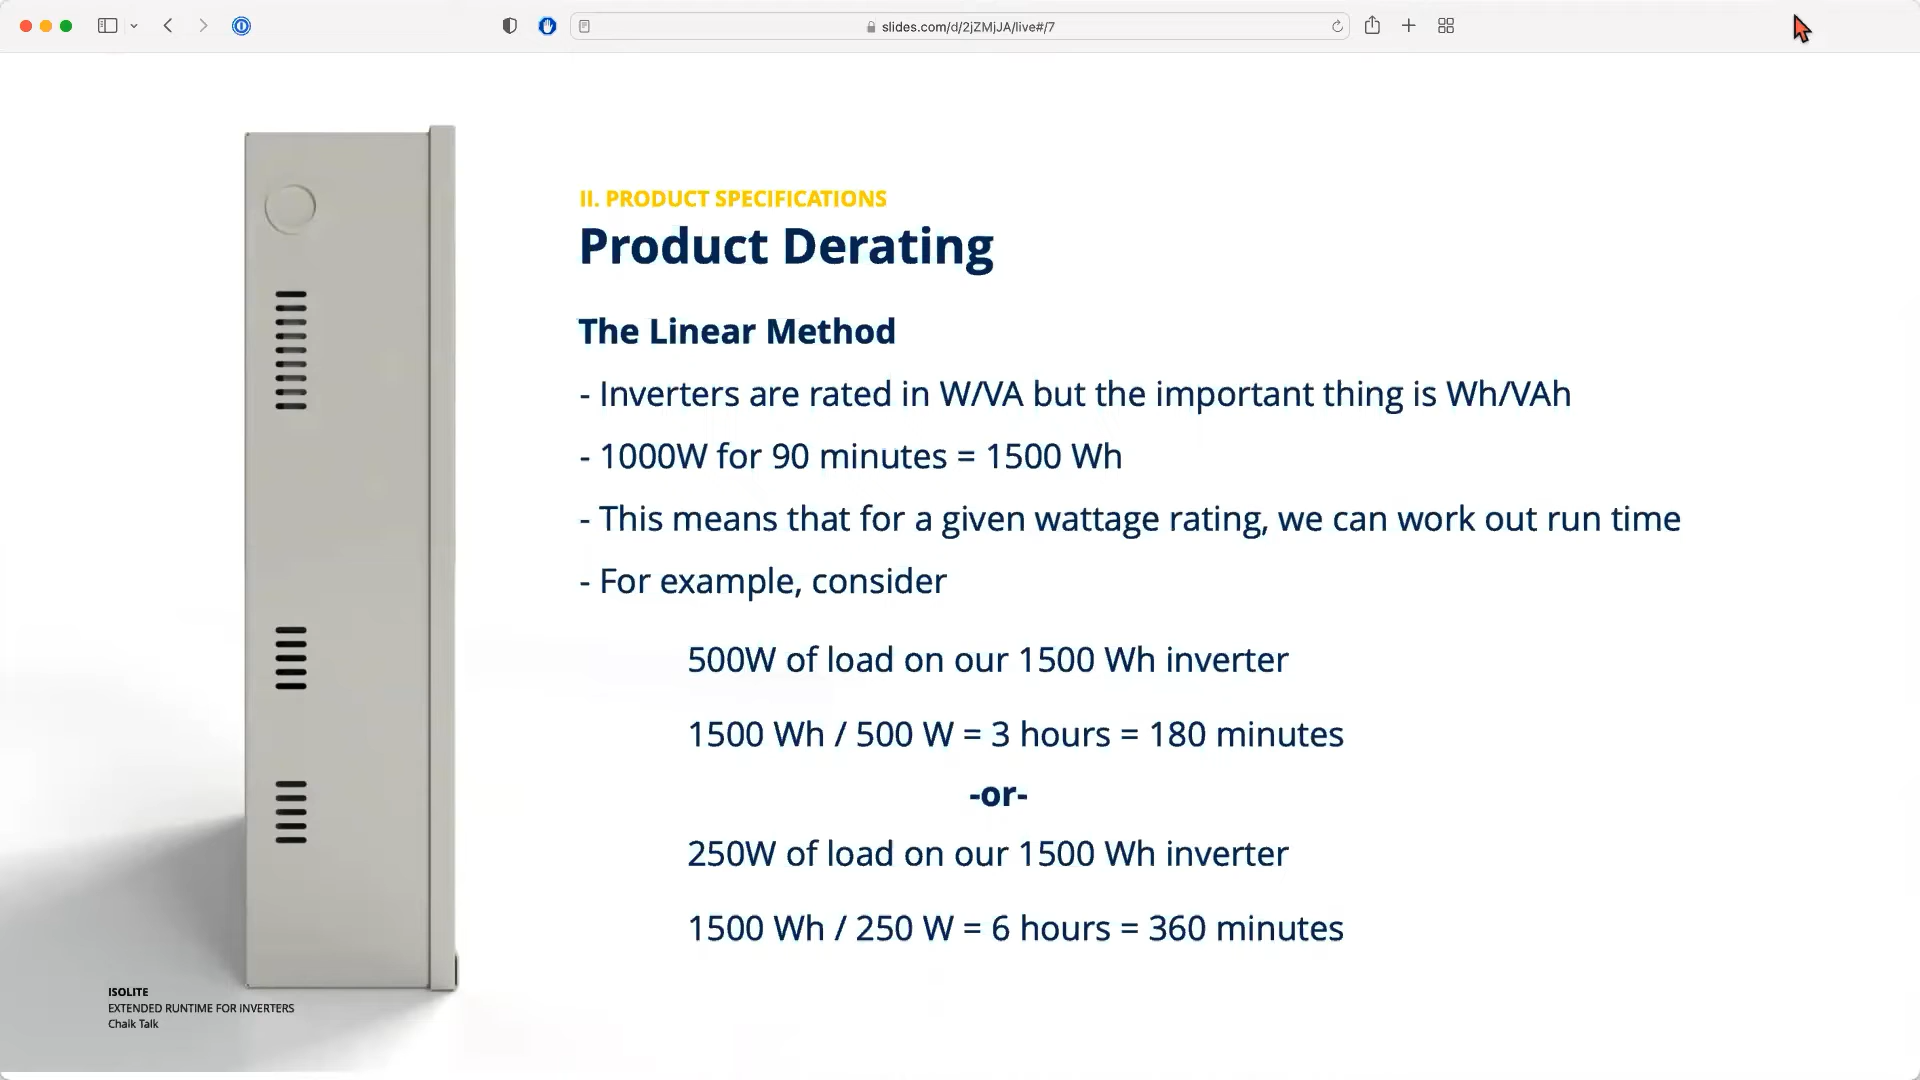 slides.com/d/2jZMjJA/live#/7
II. PRODUCT SPECIFICATIONS
Product Derating
The Linear Method
- Inverters are rated in W/VA but the important thing is Wh/VAh
- 1000W for 90 minutes = 1500 Wh
- This means that for a given wattage rating, we can work out run time
- For example, consider
500W of load on our 1500 Wh inverter
1500 Wh / 500 W = 3 hours = 180 minutes
-or-
250W of load on our 1500 Wh inverter
1500 Wh / 250 W = 6 hours = 360 minutes
ISOLITE
EXTENDED RUNTIME FOR INVERTERS
Chalk Talk